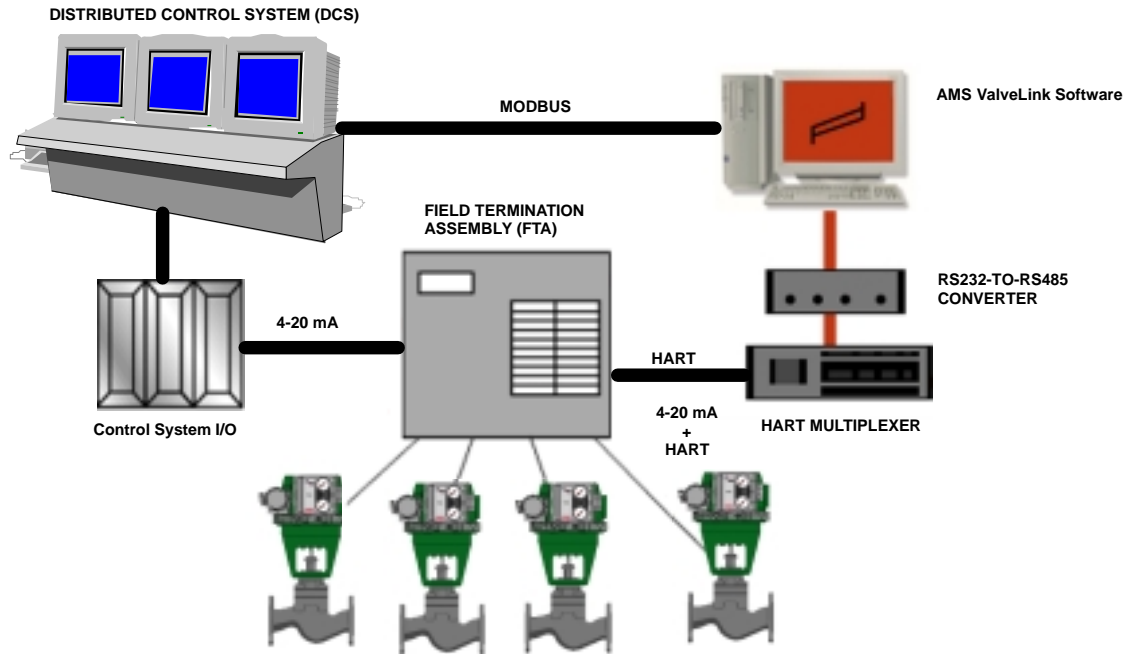 DISTRIBUTED CONTROL SYSTEM (DCS)
MODBUS
AMS ValveLink Software
FIELD TERMINATION
ASSEMBLY (FTA)
RS232-TO-RS485
CONVERTER
4-20 mA
HART
Control System I/O
4-20 mA
+
HART
HART MULTIPLEXER